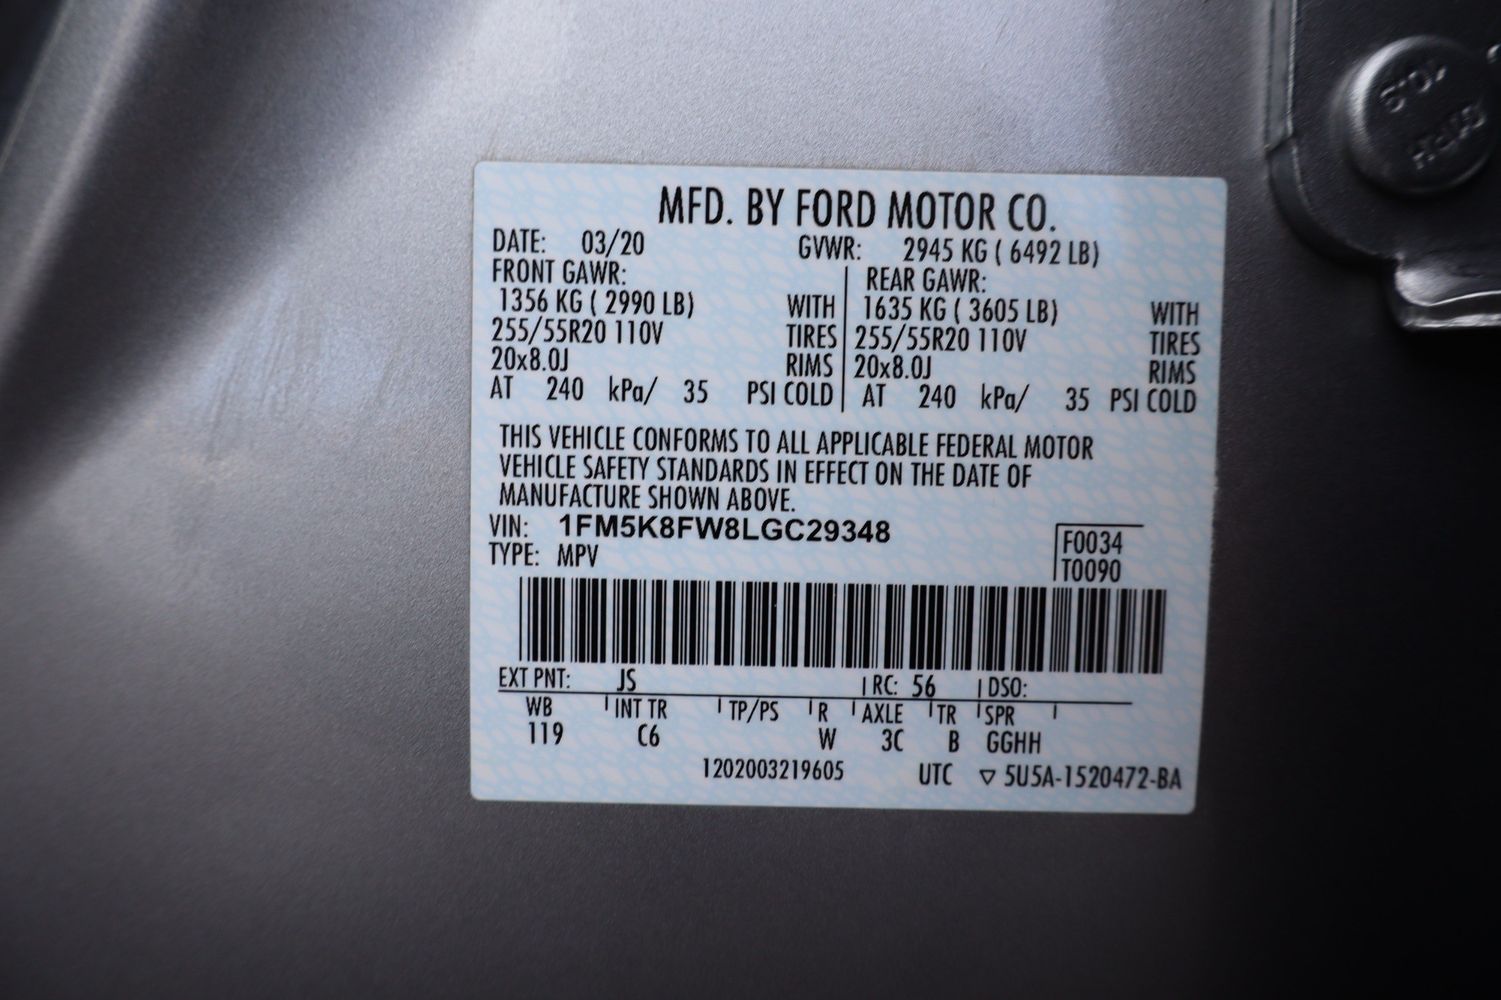 MFD. BY FORD MOTOR CO.
DATE: 03/20 GVWR: 2945 KG ( 6492 LB)
FRONT GAWR: REAR GAWR:
1356 KG ( 2990 LB) WITH 1635 KG ( 3605 LB) WITH
255/55R20 110V TIRES 255/55R20 110V TIRES
20x8.0J RIMS 20x8.0J RIMS
AT 240 kPa/ 35 PSI COLD AT 240 kPa/ 35 PSI COLD
THIS VEHICLE CONFORMS TO ALL APPLICABLE FEDERAL MOTOR
VEHICLE SAFETY STANDARDS IN EFFECT ON THE DATE OF
MANUFACTURE SHOWN ABOVE.
VIN: 1FM5K8FW8LGC29348 F0034
TYPE: MPV T0090
EXT PNT: JS RC: 56 DSO:
WB INT TR TP/PS R AXLE TR SPR
119 C6 W 3C B GGHH
1202003219605 UTC ▽ 5U5A-1520472-BA